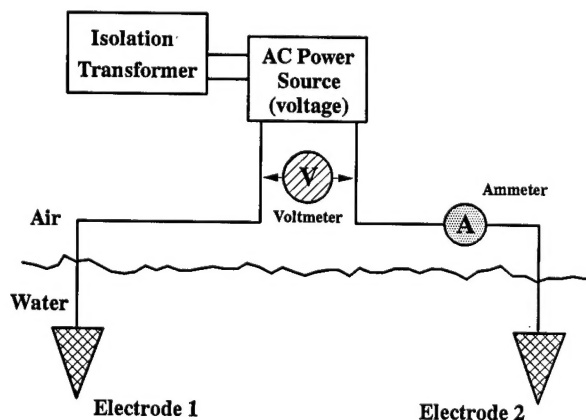 Isolation
Transformer
AC Power
Source
(voltage)
V
Voltmeter
Ammeter
A
Air
Water
Electrode 1
Electrode 2